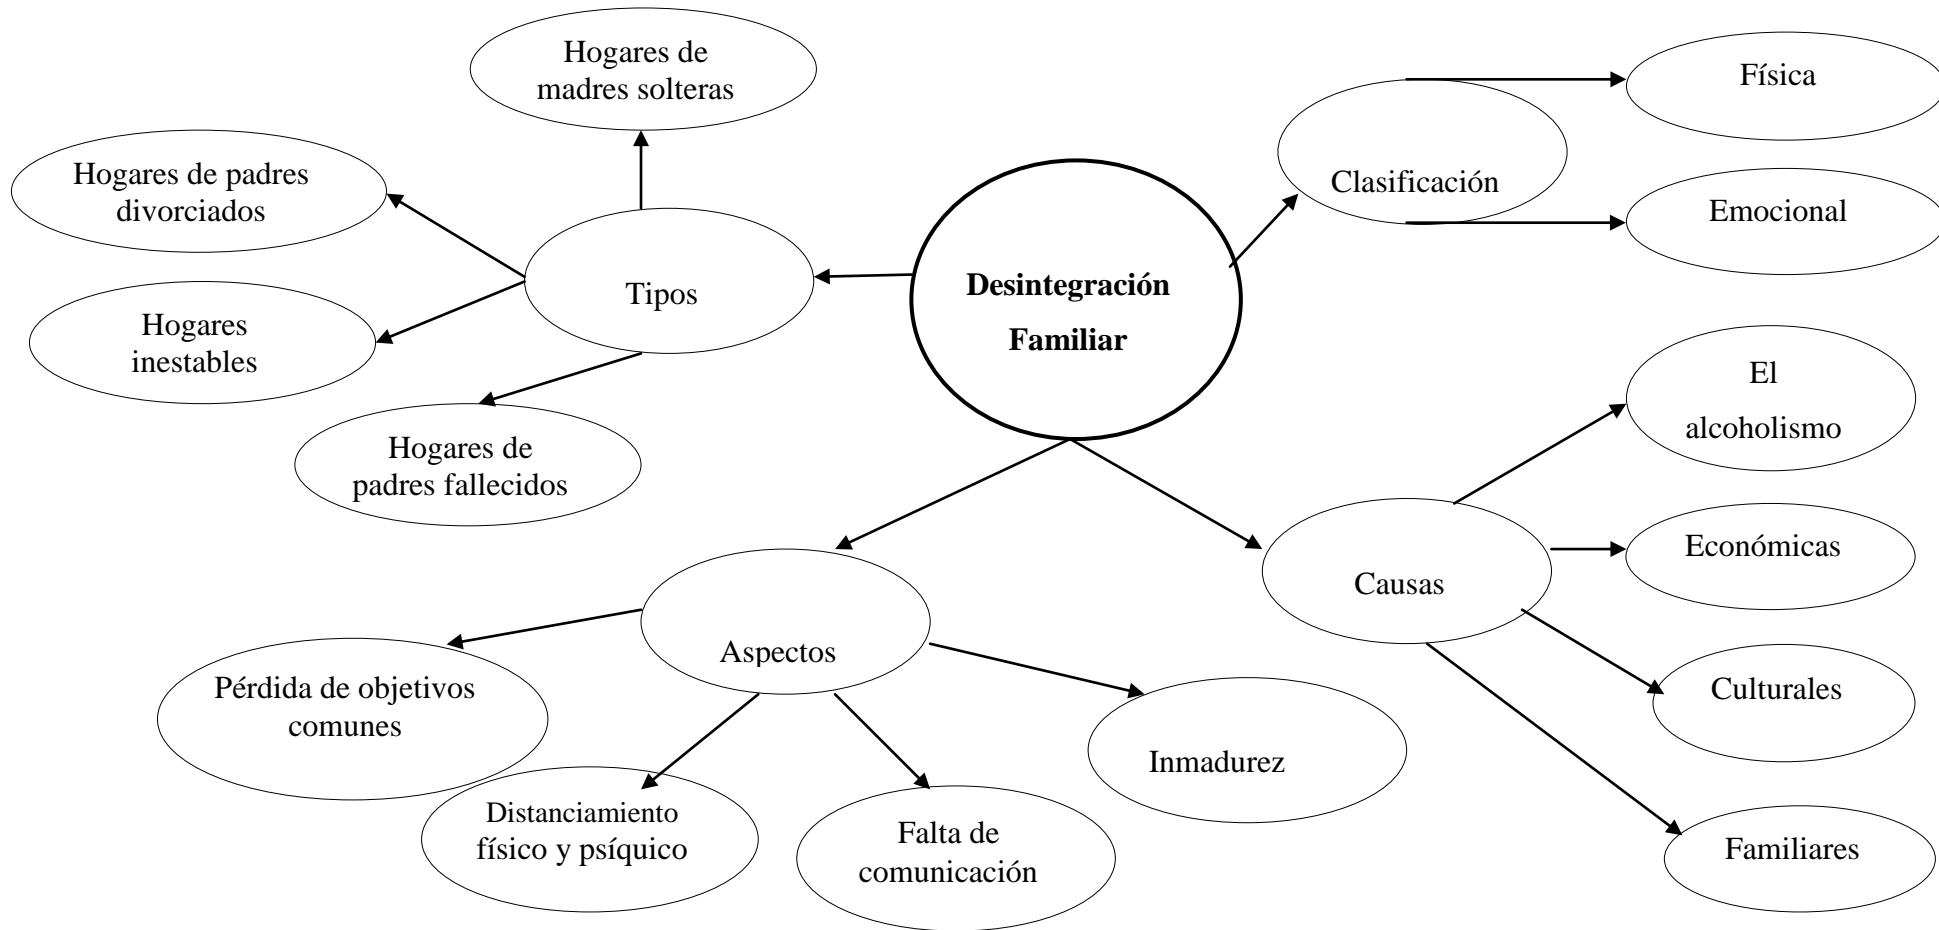 Hogares de
madres solteras
Hogares de padres
divorciados
Hogares
inestables
Hogares de
padres fallecidos
Tipos
Desintegración
Familiar
Clasificación
Física
Emocional
Causas
El
alcoholismo
Económicas
Culturales
Familiares
Aspectos
Pérdida de objetivos
comunes
Distanciamiento
físico y psíquico
Falta de
comunicación
Inmadurez